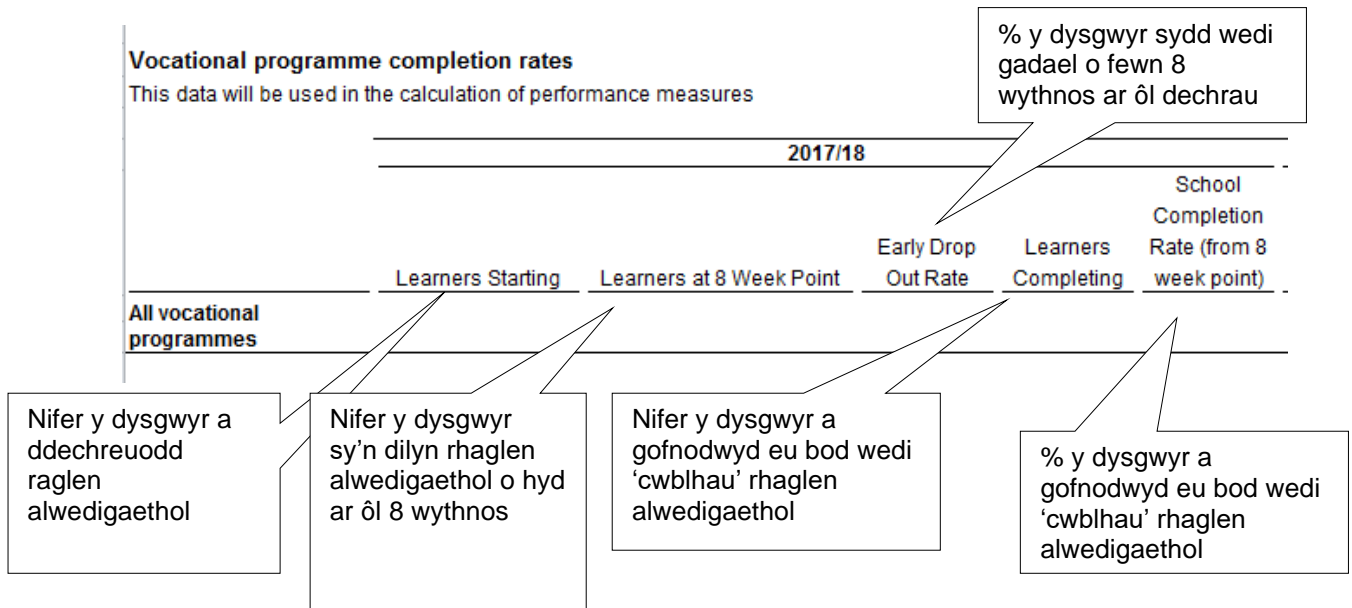 Vocational programme completion rates
This data will be used in the calculation of performance measures
% y dysgwyr sydd wedi
gadael o fewn 8
wythnos ar ôl dechrau
2017/18
Learners Starting
Learners at 8 Week Point
Early Drop
Out Rate
Learners
Completing
School
Completion
Rate (from 8
week point)
All vocational
programmes
Nifer y dysgwyr a
ddechreuodd
raglen
alwedigaethol
Nifer y dysgwyr
sy’n dilyn rhaglen
alwedigaethol o hyd
ar ôl 8 wythnos
Nifer y dysgwyr a
gofnodwyd eu bod wedi
‘cwblhau’ rhaglen
alwedigaethol
% y dysgwyr a
gofnodwyd eu bod wedi
‘cwblhau’ rhaglen
alwedigaethol